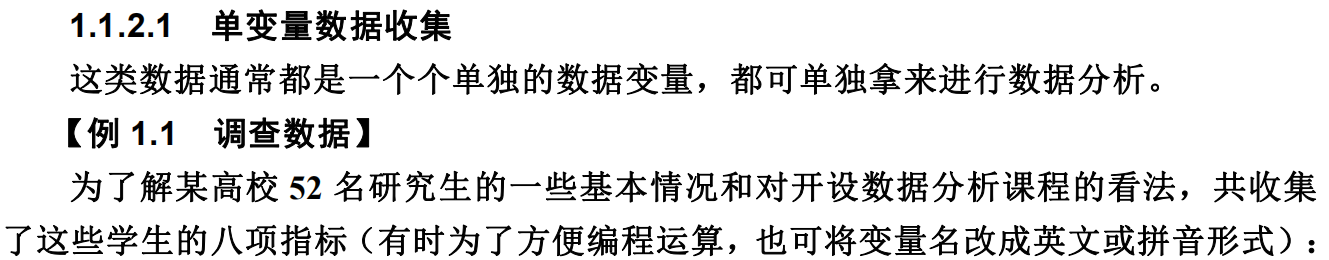 1.1.2.1 单变量数据收集
这类数据通常都是一个个单独的数据变量，都可单独拿来进行数据分析。
【例 1.1 调查数据】
为了解某高校 52 名研究生的一些基本情况和对开设数据分析课程的看法，共收集
了这些学生的八项指标（有时为了方便编程运算，也可将变量名改成英文或拼音形式）：